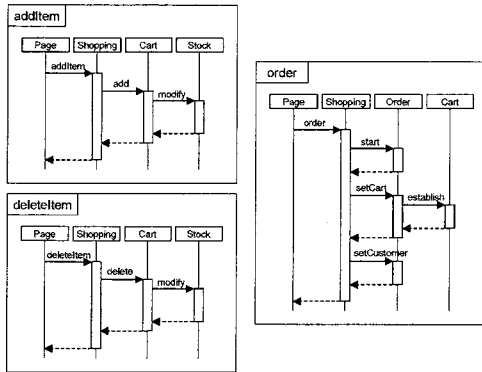 addItem
Page Shopping Cart Stock
addItem
add
modify
deleteItem
Page Shopping Cart Stock
deleteItem
delete
modify
order
Page Shopping Order Cart
order
start
setCart
establish
setCustomer